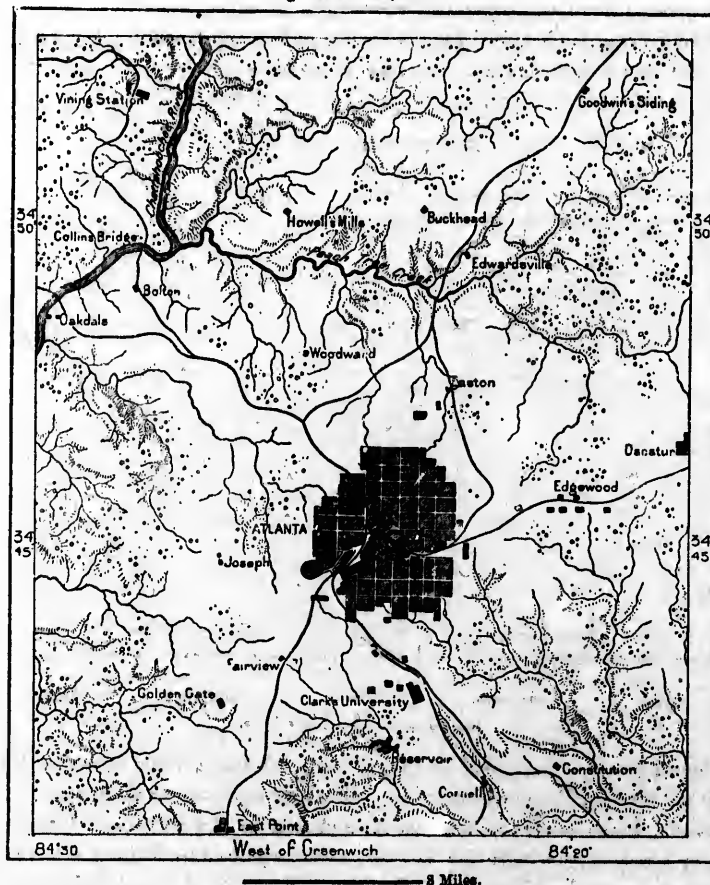 Vining Station
Goodwin's Siding
34
50
Howell's Mills
Buckhead
34
50
Collins Bridge
Peach Tree Creek
Edwardsville
Bolton
Oakdale
Woodward
Easton
Decatur
Edgewood
ATLANTA
34
45
34
45
Joseph
Fairview
Golden Gate
Clark's University
Reservoir
Constitution
Cornell
East Point
84°30
West of Greenwich
84°20
3 Miles.